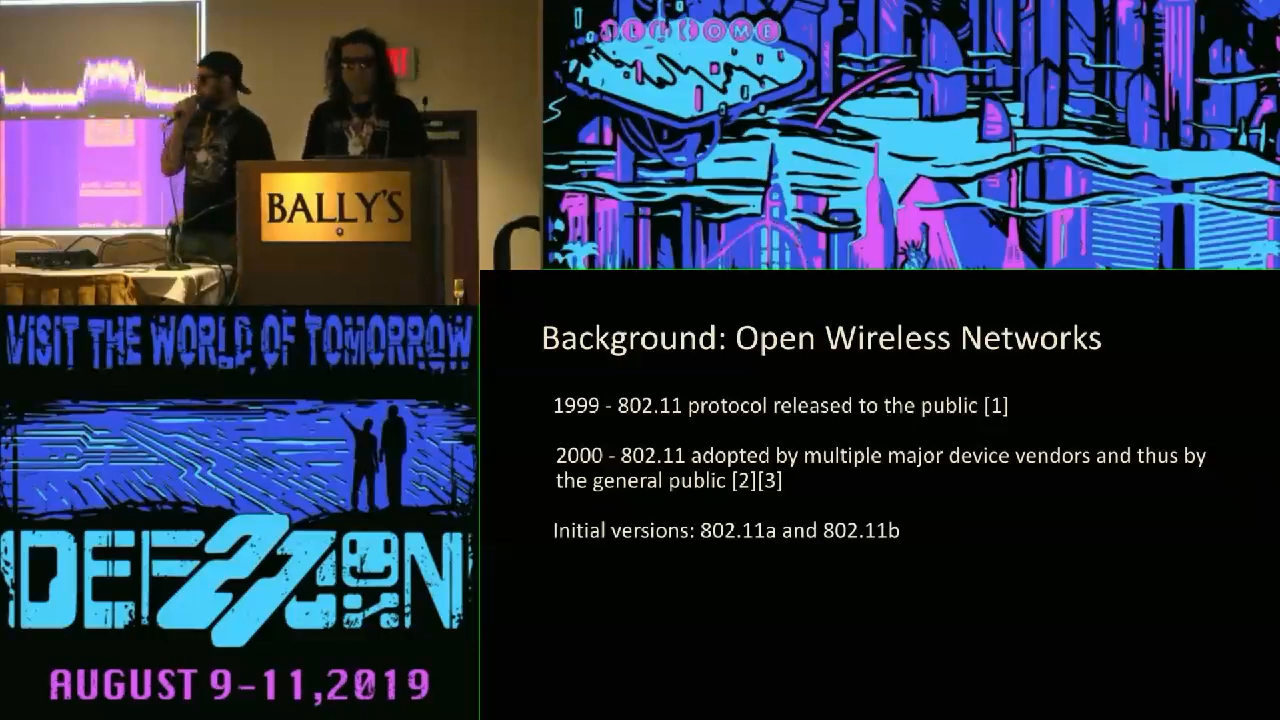 WELCOME
BALLY'S
VISIT THE WORLD OF TOMORROW
DEF CON
27
AUGUST 9-11,2019
Background: Open Wireless Networks
1999 - 802.11 protocol released to the public [1]
2000 - 802.11 adopted by multiple major device vendors and thus by
the general public [2][3]
Initial versions: 802.11a and 802.11b